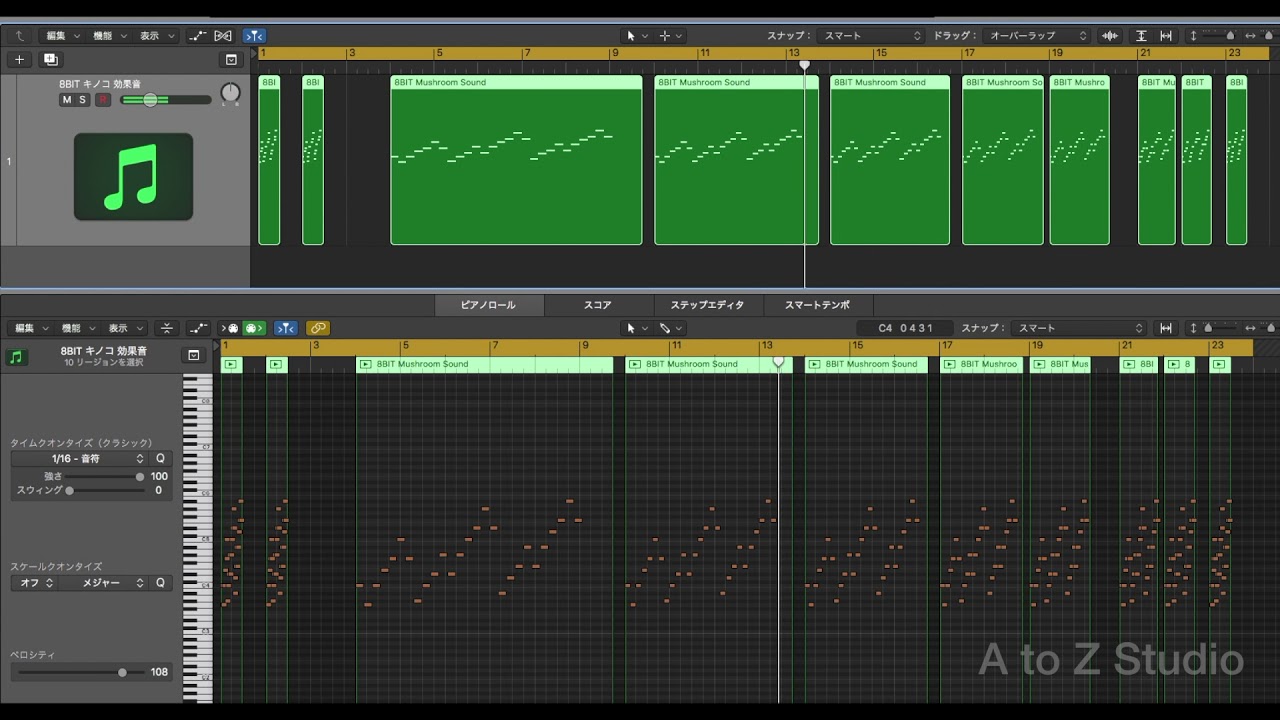 編集 機能 表示 スナップ： スマート ドラッグ： オーバーラップ
1 3 5 7 9 11 13 15 17 19 21 23
8BIT キノコ 効果音
M S R
1
8BI 8BI 8BIT Mushroom Sound 8BIT Mushroom Sound 8BIT Mushroom Sound 8BIT Mushroom So 8BIT Mushro 8BIT Mu 8BIT 8BI
ピアノロール スコア ステップエディタ スマートテンポ
編集 機能 表示 C4 0 4 3 1 スナップ： スマート
8BIT キノコ 効果音
10 リージョンを選択
1 3 5 7 9 11 13 15 17 19 21 23
8BIT Mushroom Sound 8BIT Mushroom Sound 8BIT Mushroom Sound 8BIT Mushroo 8BIT Mus 8BI 8
タイムクオンタイズ（クラシック）
1/16 - 音符 Q
強さ 100
スウィング 0
スケールクオンタイズ
オフ メジャー Q
ベロシティ
108
C5
C4
C3
A to Z Studio